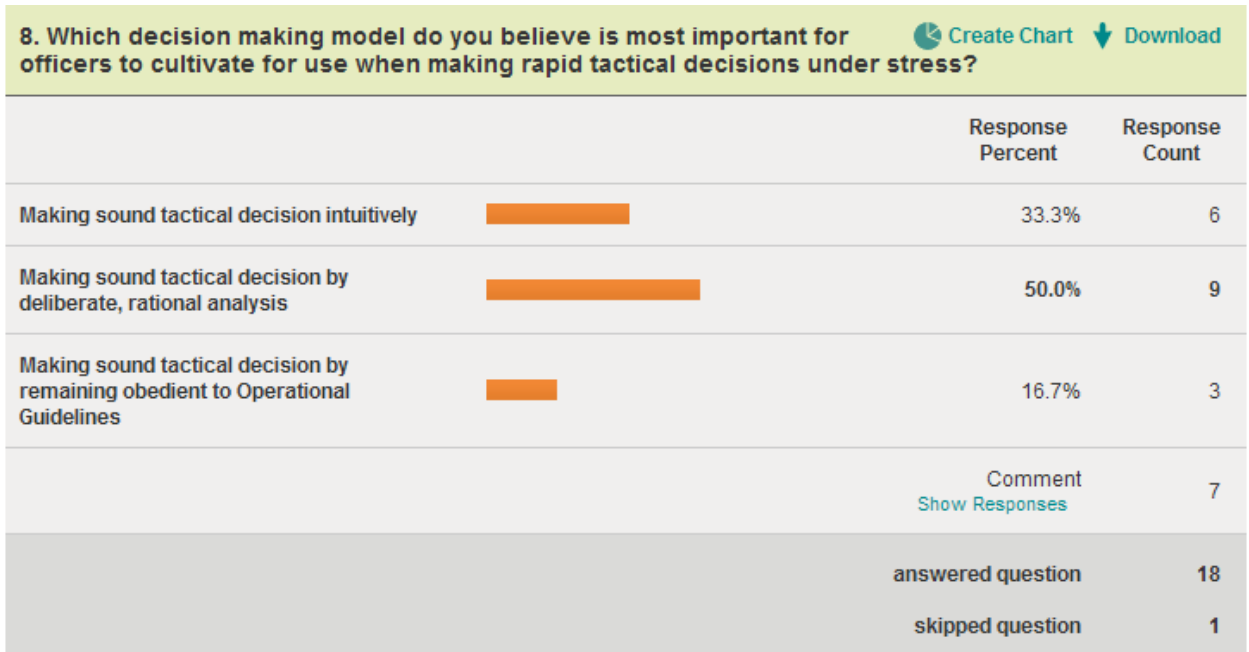 8. Which decision making model do you believe is most important for
officers to cultivate for use when making rapid tactical decisions under stress?
Create Chart Download
Response Percent Response Count
Making sound tactical decision intuitively 33.3% 6
Making sound tactical decision by
deliberate, rational analysis 50.0% 9
Making sound tactical decision by
remaining obedient to Operational
Guidelines 16.7% 3
Comment 7
Show Responses
answered question 18
skipped question 1